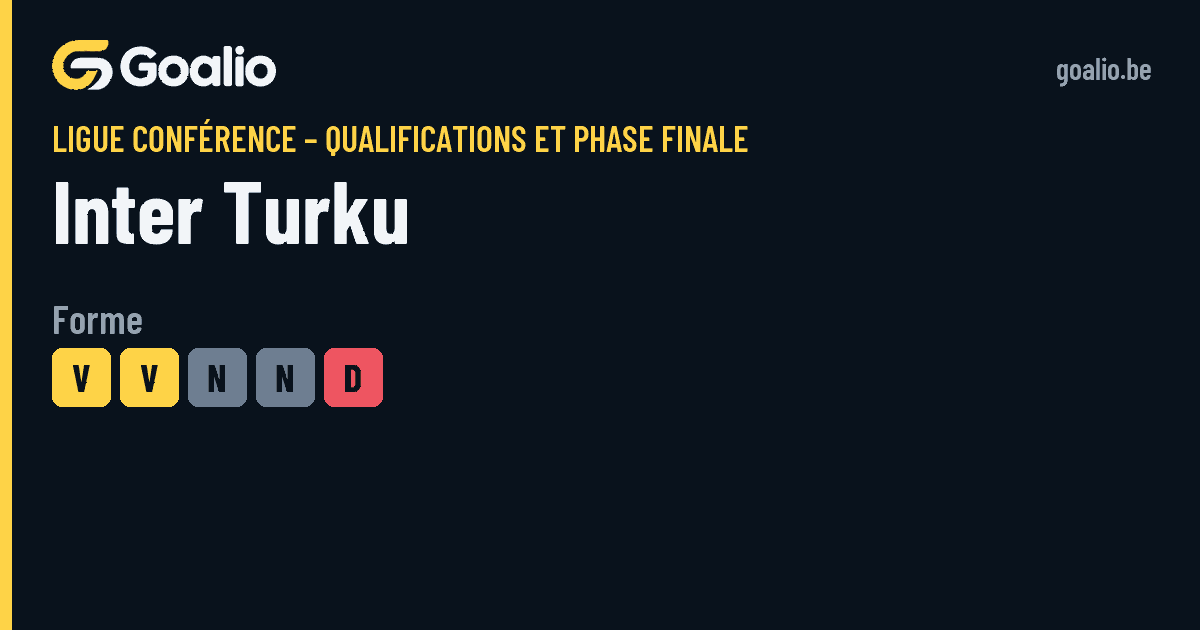 Goalio
goalio.be
LIGUE CONFÉRENCE – QUALIFICATIONS ET PHASE FINALE
Inter Turku
Forme
V V N N D